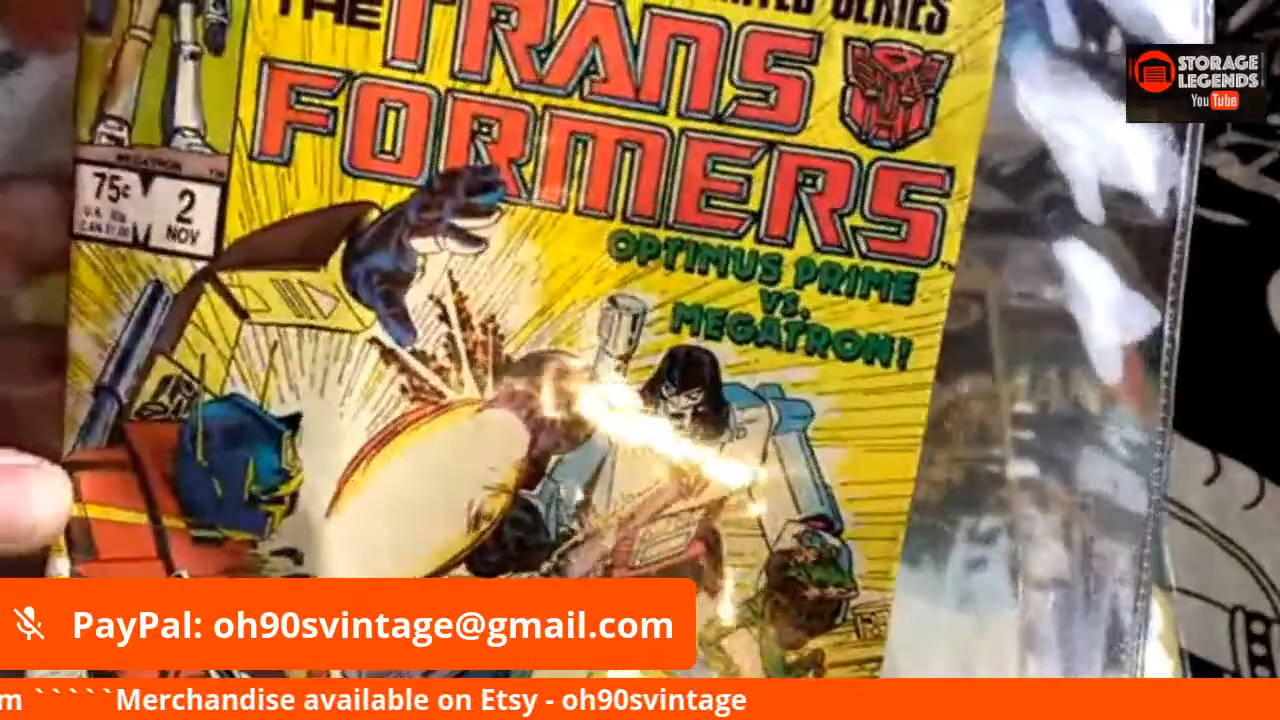 THE
TRANS
FORMERS
OPTIMUS PRIME
VS.
MEGATRON!
MEGATRON
75¢
2
NOV
STORAGE
LEGENDS
YouTube
PayPal: oh90svintage@gmail.com
m ````` Merchandise available on Etsy - oh90svintage